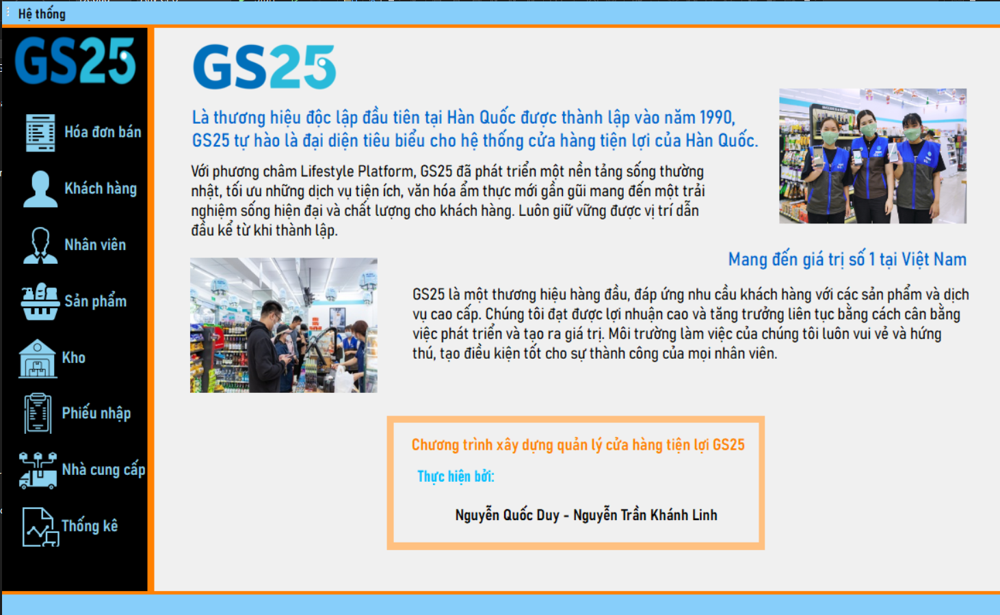 Hệ thống
GS25
Hóa đơn bán
Khách hàng
Nhân viên
Sản phẩm
Kho
Phiếu nhập
Nhà cung cấp
Thống kê
GS25
Là thương hiệu độc lập đầu tiên tại Hàn Quốc được thành lập vào năm 1990,
GS25 tự hào là đại diện tiêu biểu cho hệ thống cửa hàng tiện lợi của Hàn Quốc.
Với phương châm Lifestyle Platform, GS25 đã phát triển một nền tảng sống thường
nhật, tối ưu những dịch vụ tiện ích, văn hóa ẩm thực mới gần gũi mang đến một trải
nghiệm sống hiện đại và chất lượng cho khách hàng. Luôn giữ vững được vị trí dẫn
đầu kể từ khi thành lập.
Mang đến giá trị số 1 tại Việt Nam
GS25 là một thương hiệu hàng đầu, đáp ứng nhu cầu khách hàng với các sản phẩm và dịch
vụ cao cấp. Chúng tôi đạt được lợi nhuận cao và tăng trưởng liên tục bằng cách cân bằng
việc phát triển và tạo ra giá trị. Môi trường làm việc của chúng tôi luôn vui vẻ và hứng
thú, tạo điều kiện tốt cho sự thành công của mọi nhân viên.
Chương trình xây dựng quản lý cửa hàng tiện lợi GS25
Thực hiện bởi:
Nguyễn Quốc Duy - Nguyễn Trần Khánh Linh